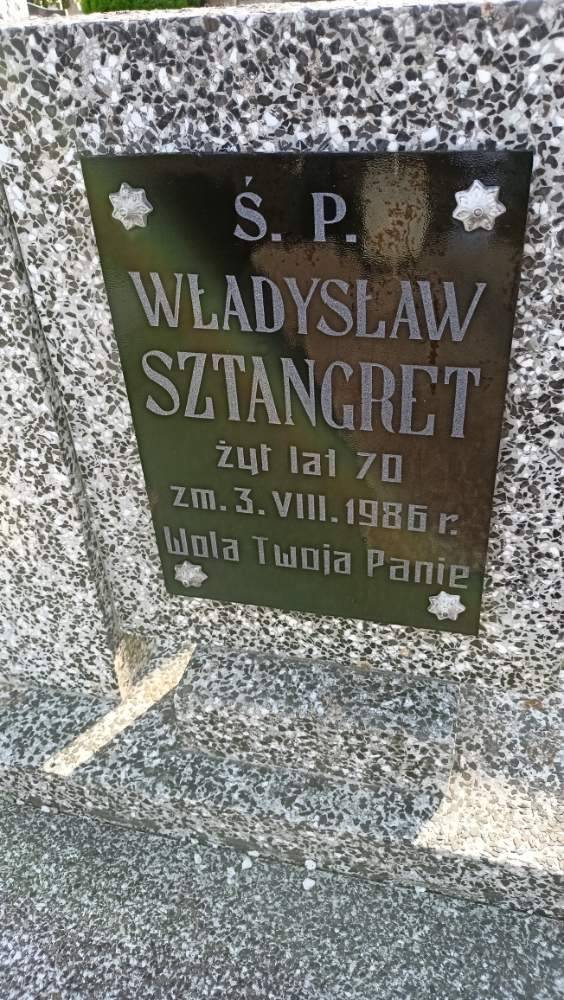 Ś. P.
WŁADYSŁAW
SZTANGRET
żył lat 70
zm. 3. VIII. 1986 r.
Wola Twoja Panie